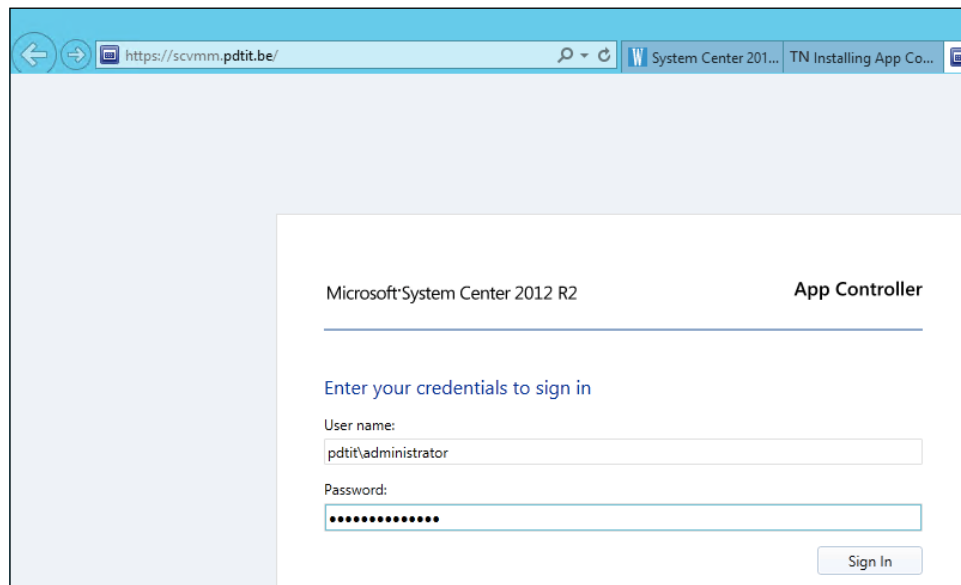 https://scvmm.pdtit.be/
System Center 201...
TN Installing App Co...
Microsoft System Center 2012 R2
App Controller
Enter your credentials to sign in
User name:
pdtit\administrator
Password:
••••••••••••••
Sign In